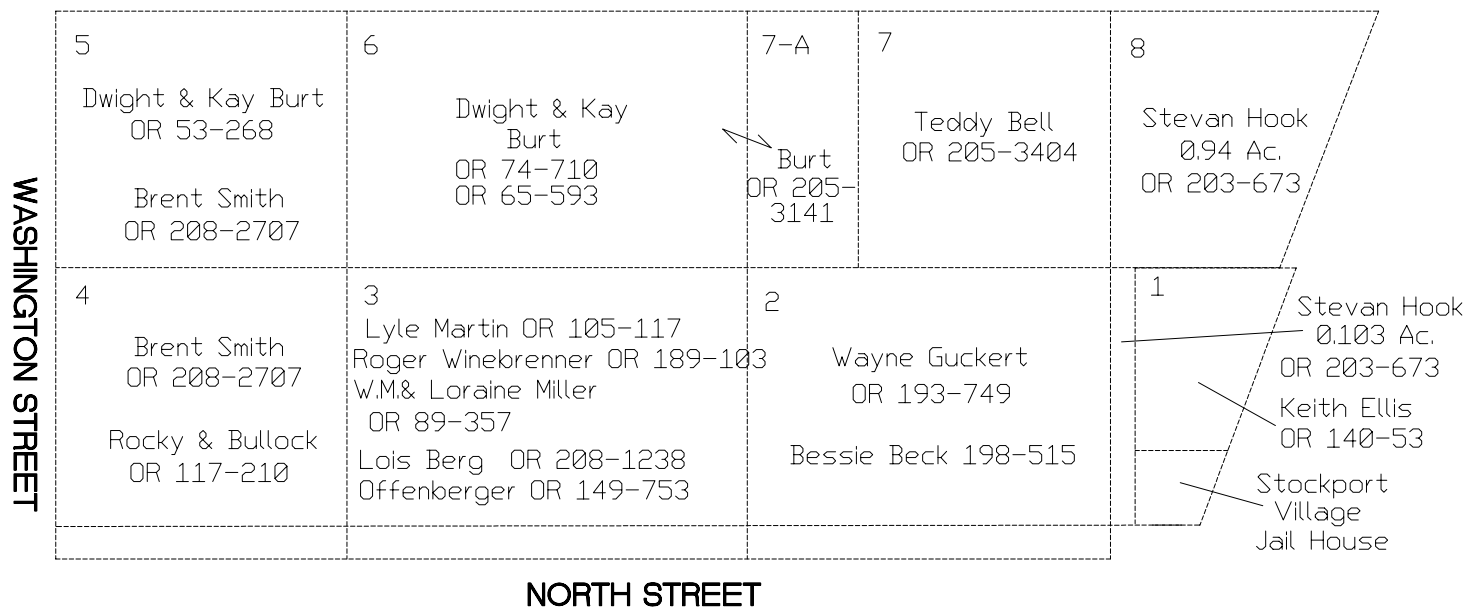 5
Dwight & Kay Burt
OR 53-268
Brent Smith
OR 208-2707
6
Dwight & Kay
Burt
OR 74-710
OR 65-593
7-A
Burt
OR 205-
3141
7
Teddy Bell
OR 205-3404
8
Stevan Hook
0.94 Ac.
OR 203-673
WASHINGTON STREET
4
Brent Smith
OR 208-2707
Rocky & Bullock
OR 117-210
3
Lyle Martin OR 105-117
Roger Winebrenner OR 189-103
W.M.& Loraine Miller
OR 89-357
Lois Berg OR 208-1238
Offenberger OR 149-753
2
Wayne Guckert
OR 193-749
Bessie Beck 198-515
1
Stevan Hook
0.103 Ac.
OR 203-673
Keith Ellis
OR 140-53
Stockport
Village
Jail House
NORTH STREET